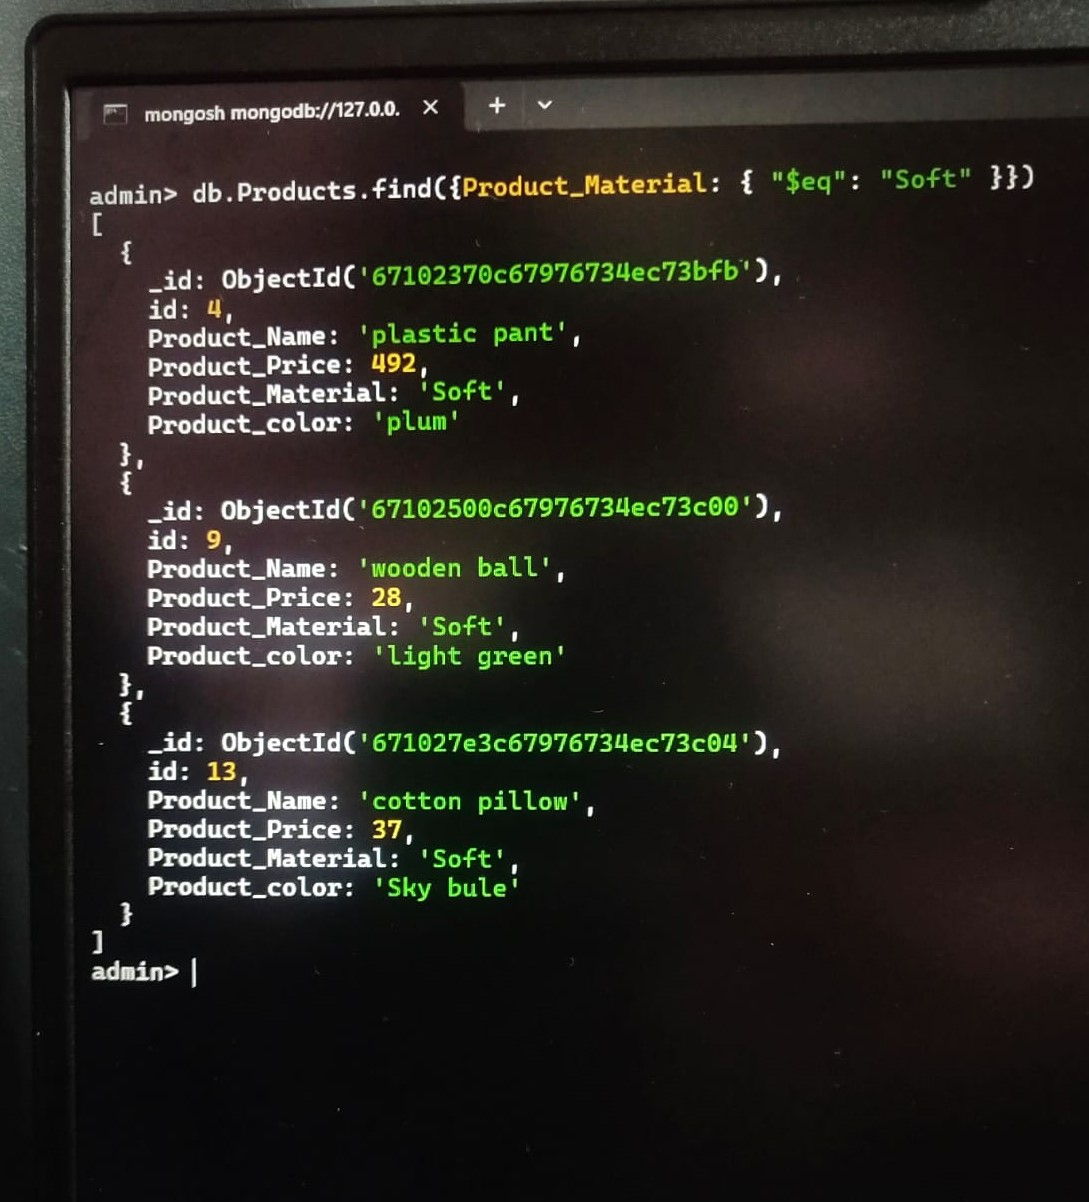 mongosh mongodb://127.0.0. × +
admin> db.Products.find({Product_Material: { "$eq": "Soft" }})
[
  {
    _id: ObjectId('67102370c67976734ec73bfb'),
    id: 4,
    Product_Name: 'plastic pant',
    Product_Price: 492,
    Product_Material: 'Soft',
    Product_color: 'plum'
  },
  {
    _id: ObjectId('67102500c67976734ec73c00'),
    id: 9,
    Product_Name: 'wooden ball',
    Product_Price: 28,
    Product_Material: 'Soft',
    Product_color: 'light green'
  },
  {
    _id: ObjectId('671027e3c67976734ec73c04'),
    id: 13,
    Product_Name: 'cotton pillow',
    Product_Price: 37,
    Product_Material: 'Soft',
    Product_color: 'Sky bule'
  }
]
admin>